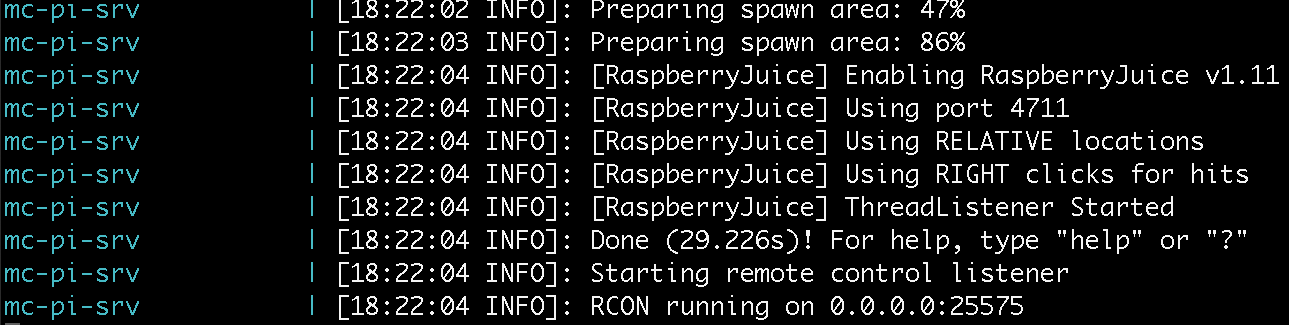 mc-pi-srv | [18:22:02 INFO]: Preparing spawn area: 47%
mc-pi-srv | [18:22:03 INFO]: Preparing spawn area: 86%
mc-pi-srv | [18:22:04 INFO]: [RaspberryJuice] Enabling RaspberryJuice v1.11
mc-pi-srv | [18:22:04 INFO]: [RaspberryJuice] Using port 4711
mc-pi-srv | [18:22:04 INFO]: [RaspberryJuice] Using RELATIVE locations
mc-pi-srv | [18:22:04 INFO]: [RaspberryJuice] Using RIGHT clicks for hits
mc-pi-srv | [18:22:04 INFO]: [RaspberryJuice] ThreadListener Started
mc-pi-srv | [18:22:04 INFO]: Done (29.226s)! For help, type "help" or "?"
mc-pi-srv | [18:22:04 INFO]: Starting remote control listener
mc-pi-srv | [18:22:04 INFO]: RCON running on 0.0.0.0:25575